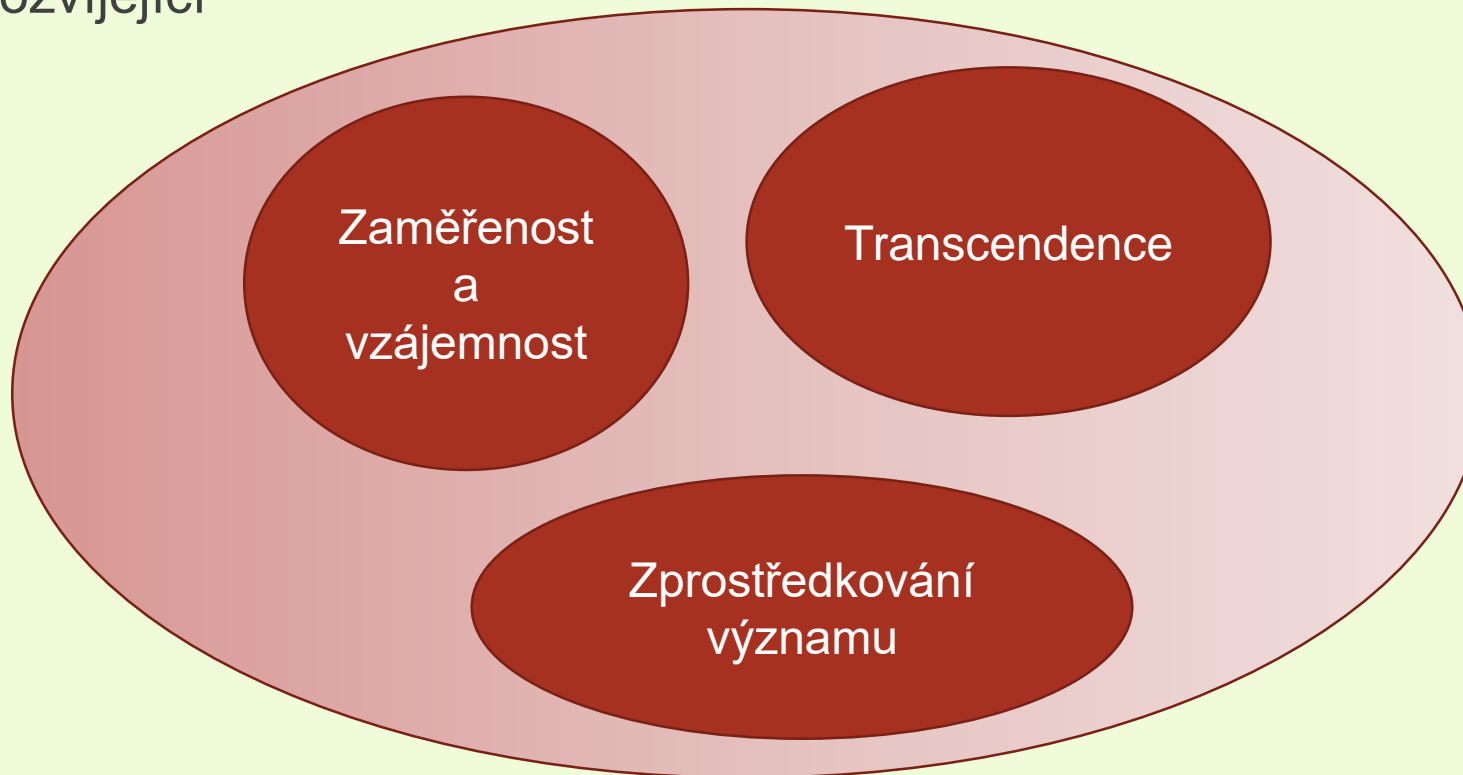 Zaměřenost
a
vzájemnost
Transcendence
Zprostředkování
významu